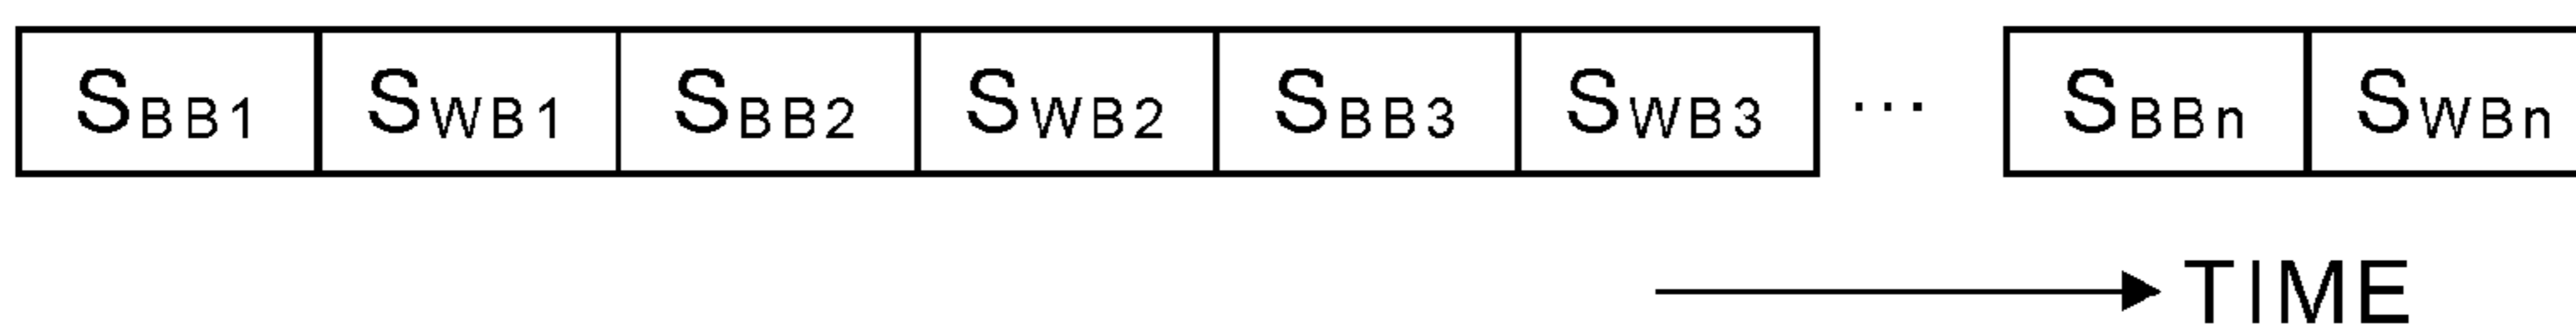 SBB1 SWB1 SBB2 SWB2 SBB3 SWB3 ... SBBn SWBn
TIME